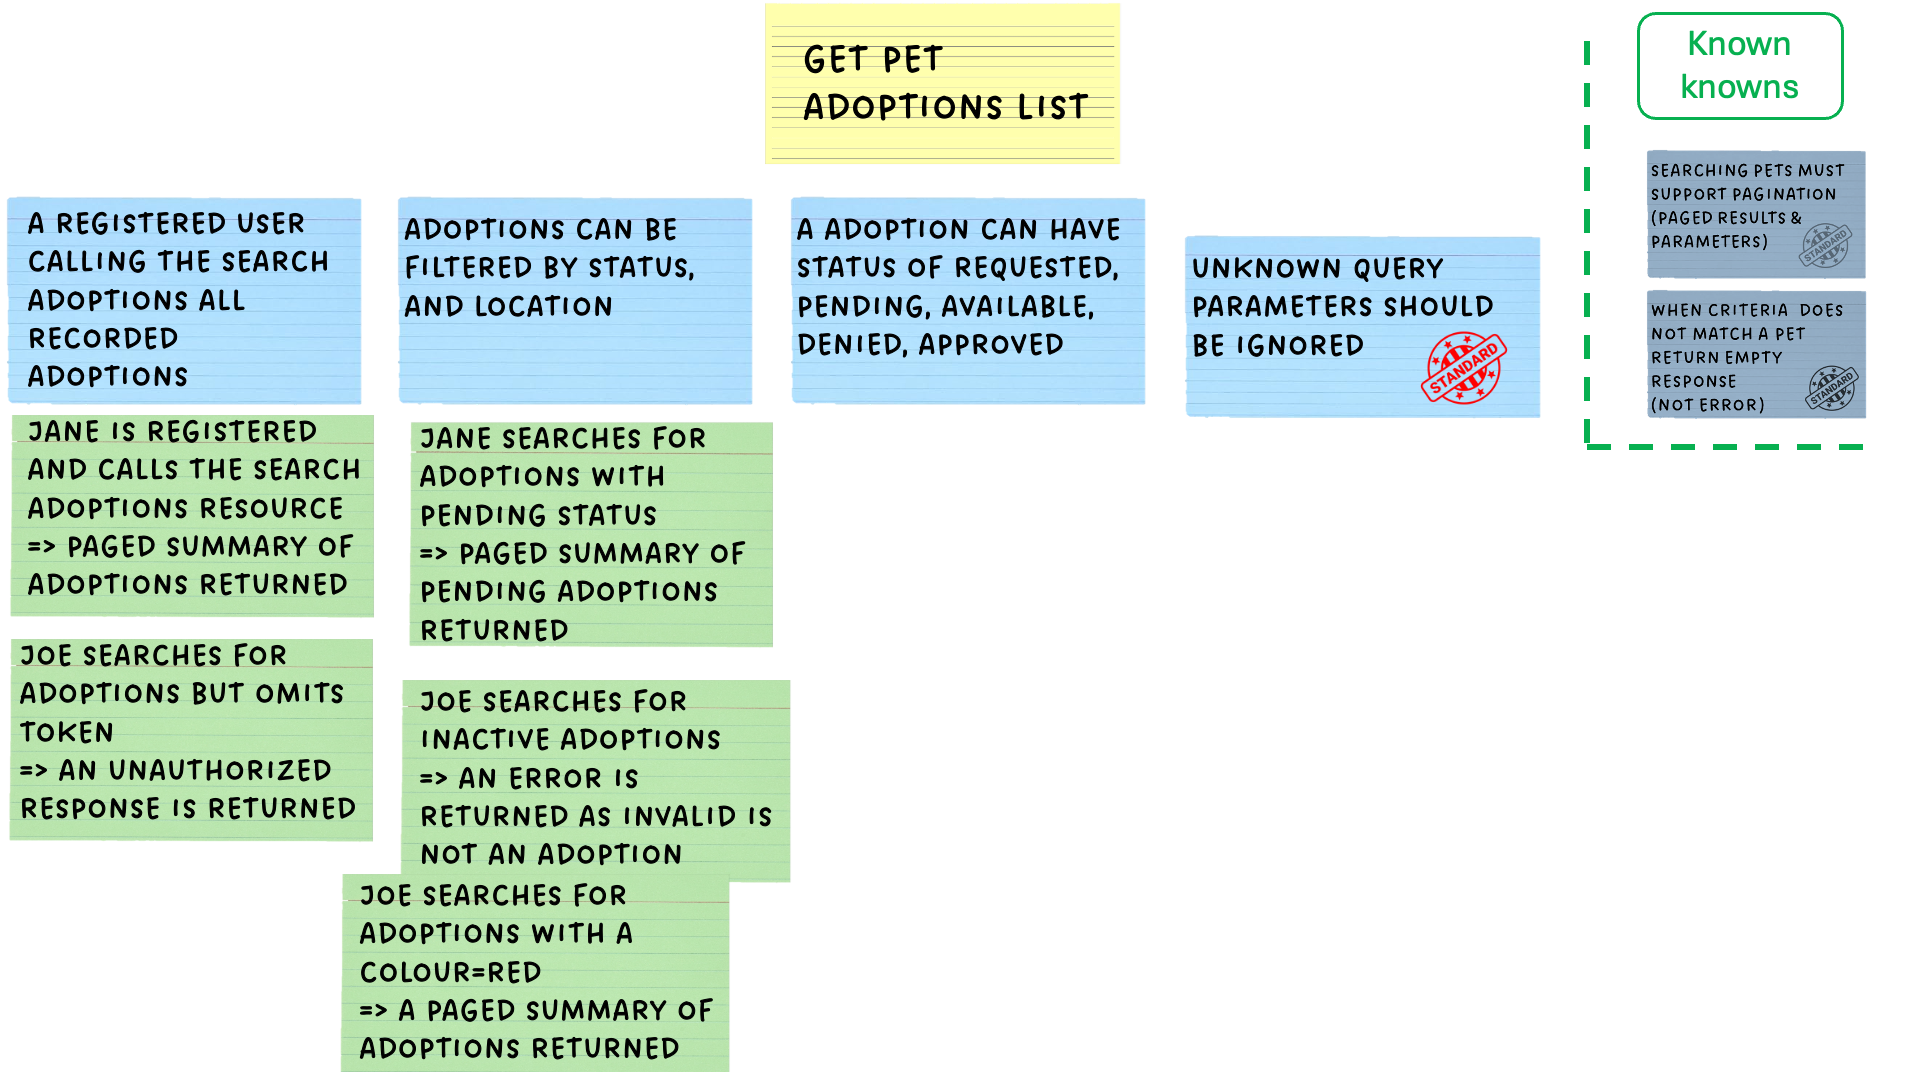 GET PET
ADOPTIONS LIST
Known
knowns
A REGISTERED USER
CALLING THE SEARCH
ADOPTIONS ALL
RECORDED
ADOPTIONS
ADOPTIONS CAN BE
FILTERED BY STATUS,
AND LOCATION
A ADOPTION CAN HAVE
STATUS OF REQUESTED,
PENDING, AVAILABLE,
DENIED, APPROVED
UNKNOWN QUERY
PARAMETERS SHOULD
BE IGNORED
STANDARD
SEARCHING PETS MUST
SUPPORT PAGINATION
(PAGED RESULTS &
PARAMETERS)
STANDARD
WHEN CRITERIA DOES
NOT MATCH A PET
RETURN EMPTY
RESPONSE
(NOT ERROR)
STANDARD
JANE IS REGISTERED
AND CALLS THE SEARCH
ADOPTIONS RESOURCE
=> PAGED SUMMARY OF
ADOPTIONS RETURNED
JANE SEARCHES FOR
ADOPTIONS WITH
PENDING STATUS
=> PAGED SUMMARY OF
PENDING ADOPTIONS
RETURNED
JOE SEARCHES FOR
ADOPTIONS BUT OMITS
TOKEN
=> AN UNAUTHORIZED
RESPONSE IS RETURNED
JOE SEARCHES FOR
INACTIVE ADOPTIONS
=> AN ERROR IS
RETURNED AS INVALID IS
NOT AN ADOPTION
JOE SEARCHES FOR
ADOPTIONS WITH A
COLOUR=RED
=> A PAGED SUMMARY OF
ADOPTIONS RETURNED